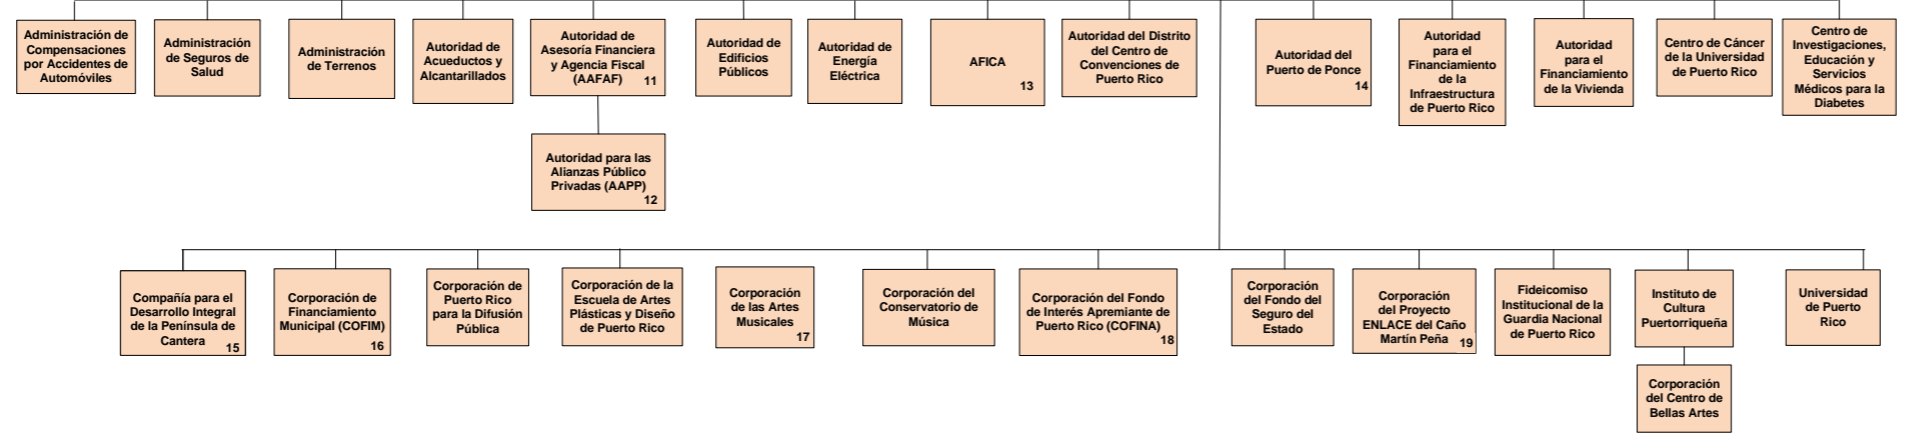 Administración de
Compensaciones
por Accidentes de
Automóviles
Administración
de Seguros de
Salud
Administración
de Terrenos
Autoridad de
Acueductos y
Alcantarillados
Autoridad de
Asesoría Financiera
y Agencia Fiscal
(AAFAF)
11
Autoridad de
Edificios
Públicos
Autoridad de
Energía
Eléctrica
AFICA
13
Autoridad del Distrito
del Centro de
Convenciones de
Puerto Rico
Autoridad del
Puerto de Ponce
14
Autoridad
para el
Financiamiento
de la
Infraestructura
de Puerto Rico
Autoridad
para el
Financiamiento
de la Vivienda
Centro de Cáncer
de la Universidad
de Puerto Rico
Centro de
Investigaciones,
Educación y
Servicios
Médicos para la
Diabetes
Autoridad para las
Alianzas Público
Privadas (AAPP)
12
Compañía para el
Desarrollo Integral
de la Península de
Cantera
15
Corporación de
Financiamiento
Municipal (COFIM)
16
Corporación de
Puerto Rico
para la Difusión
Pública
Corporación de la
Escuela de Artes
Plásticas y Diseño
de Puerto Rico
Corporación
de las Artes
Musicales
17
Corporación del
Conservatorio de
Música
Corporación del Fondo
de Interés Apremiante de
Puerto Rico (COFINA)
18
Corporación
del Fondo del
Seguro del
Estado
Corporación
del Proyecto
ENLACE del Caño
Martín Peña
19
Fideicomiso
Institucional de la
Guardia Nacional
de Puerto Rico
Instituto de
Cultura
Puertorriqueña
Universidad
de Puerto
Rico
Corporación
del Centro de
Bellas Artes